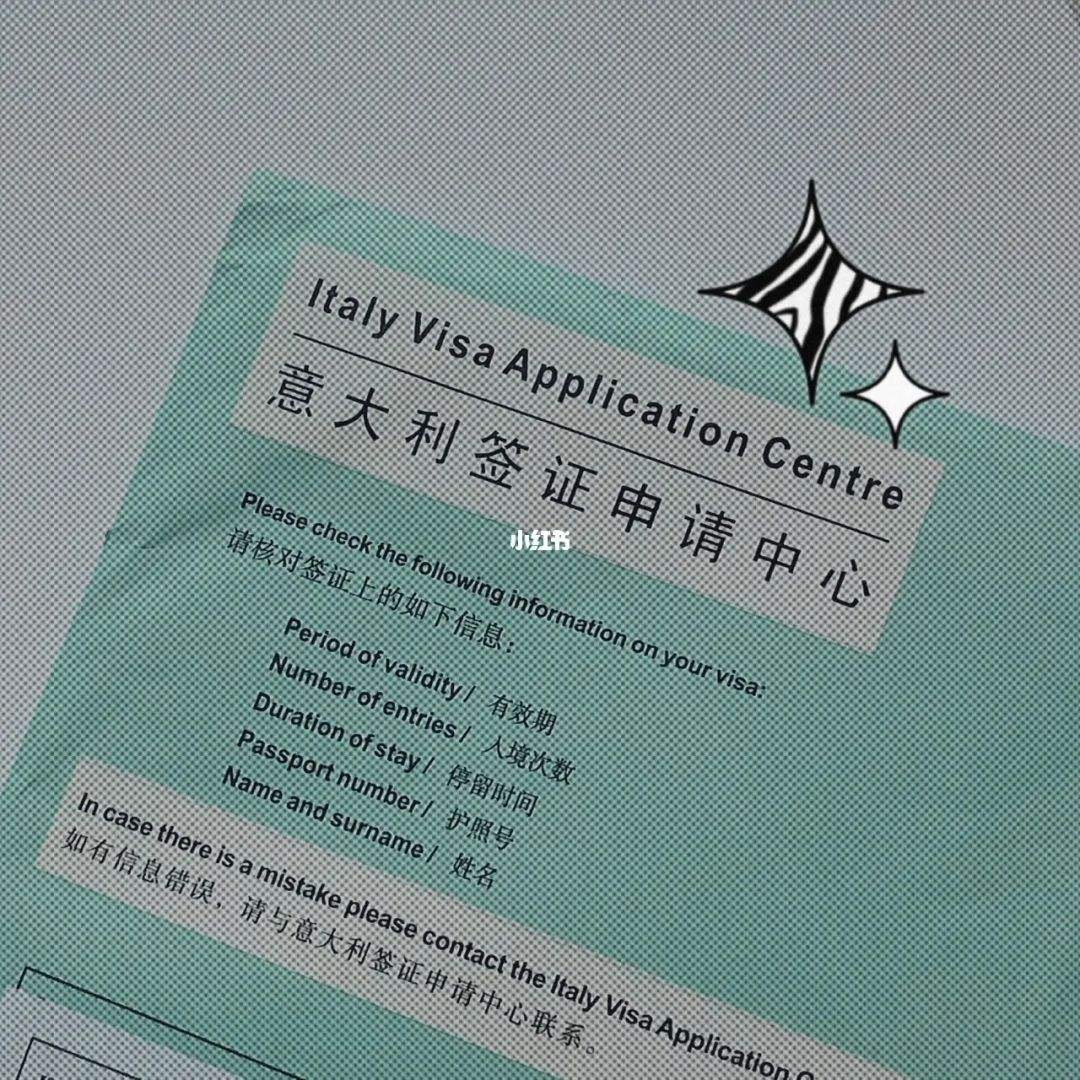 Italy Visa Application Centre
意大利签证申请中心
小红书
Please check the following information on your visa:
请核对签证上的如下信息：
Period of validity / 有效期
Number of entries / 入境次数
Duration of stay / 停留时间
Passport number / 护照号
Name and surname / 姓名
In case there is a mistake please contact the Italy Visa Application
如有信息错误，请与意大利签证申请中心联系。